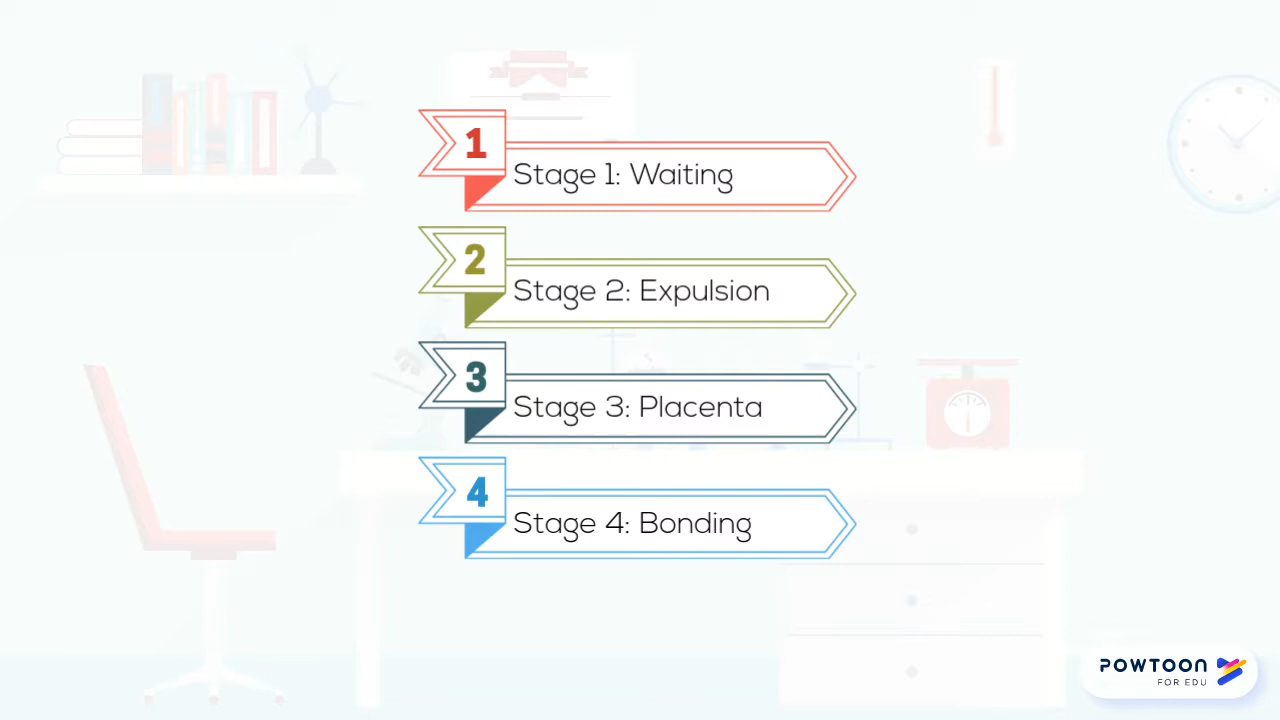 1
Stage 1: Waiting
2
Stage 2: Expulsion
3
Stage 3: Placenta
4
Stage 4: Bonding
POWTOON
FOR EDU